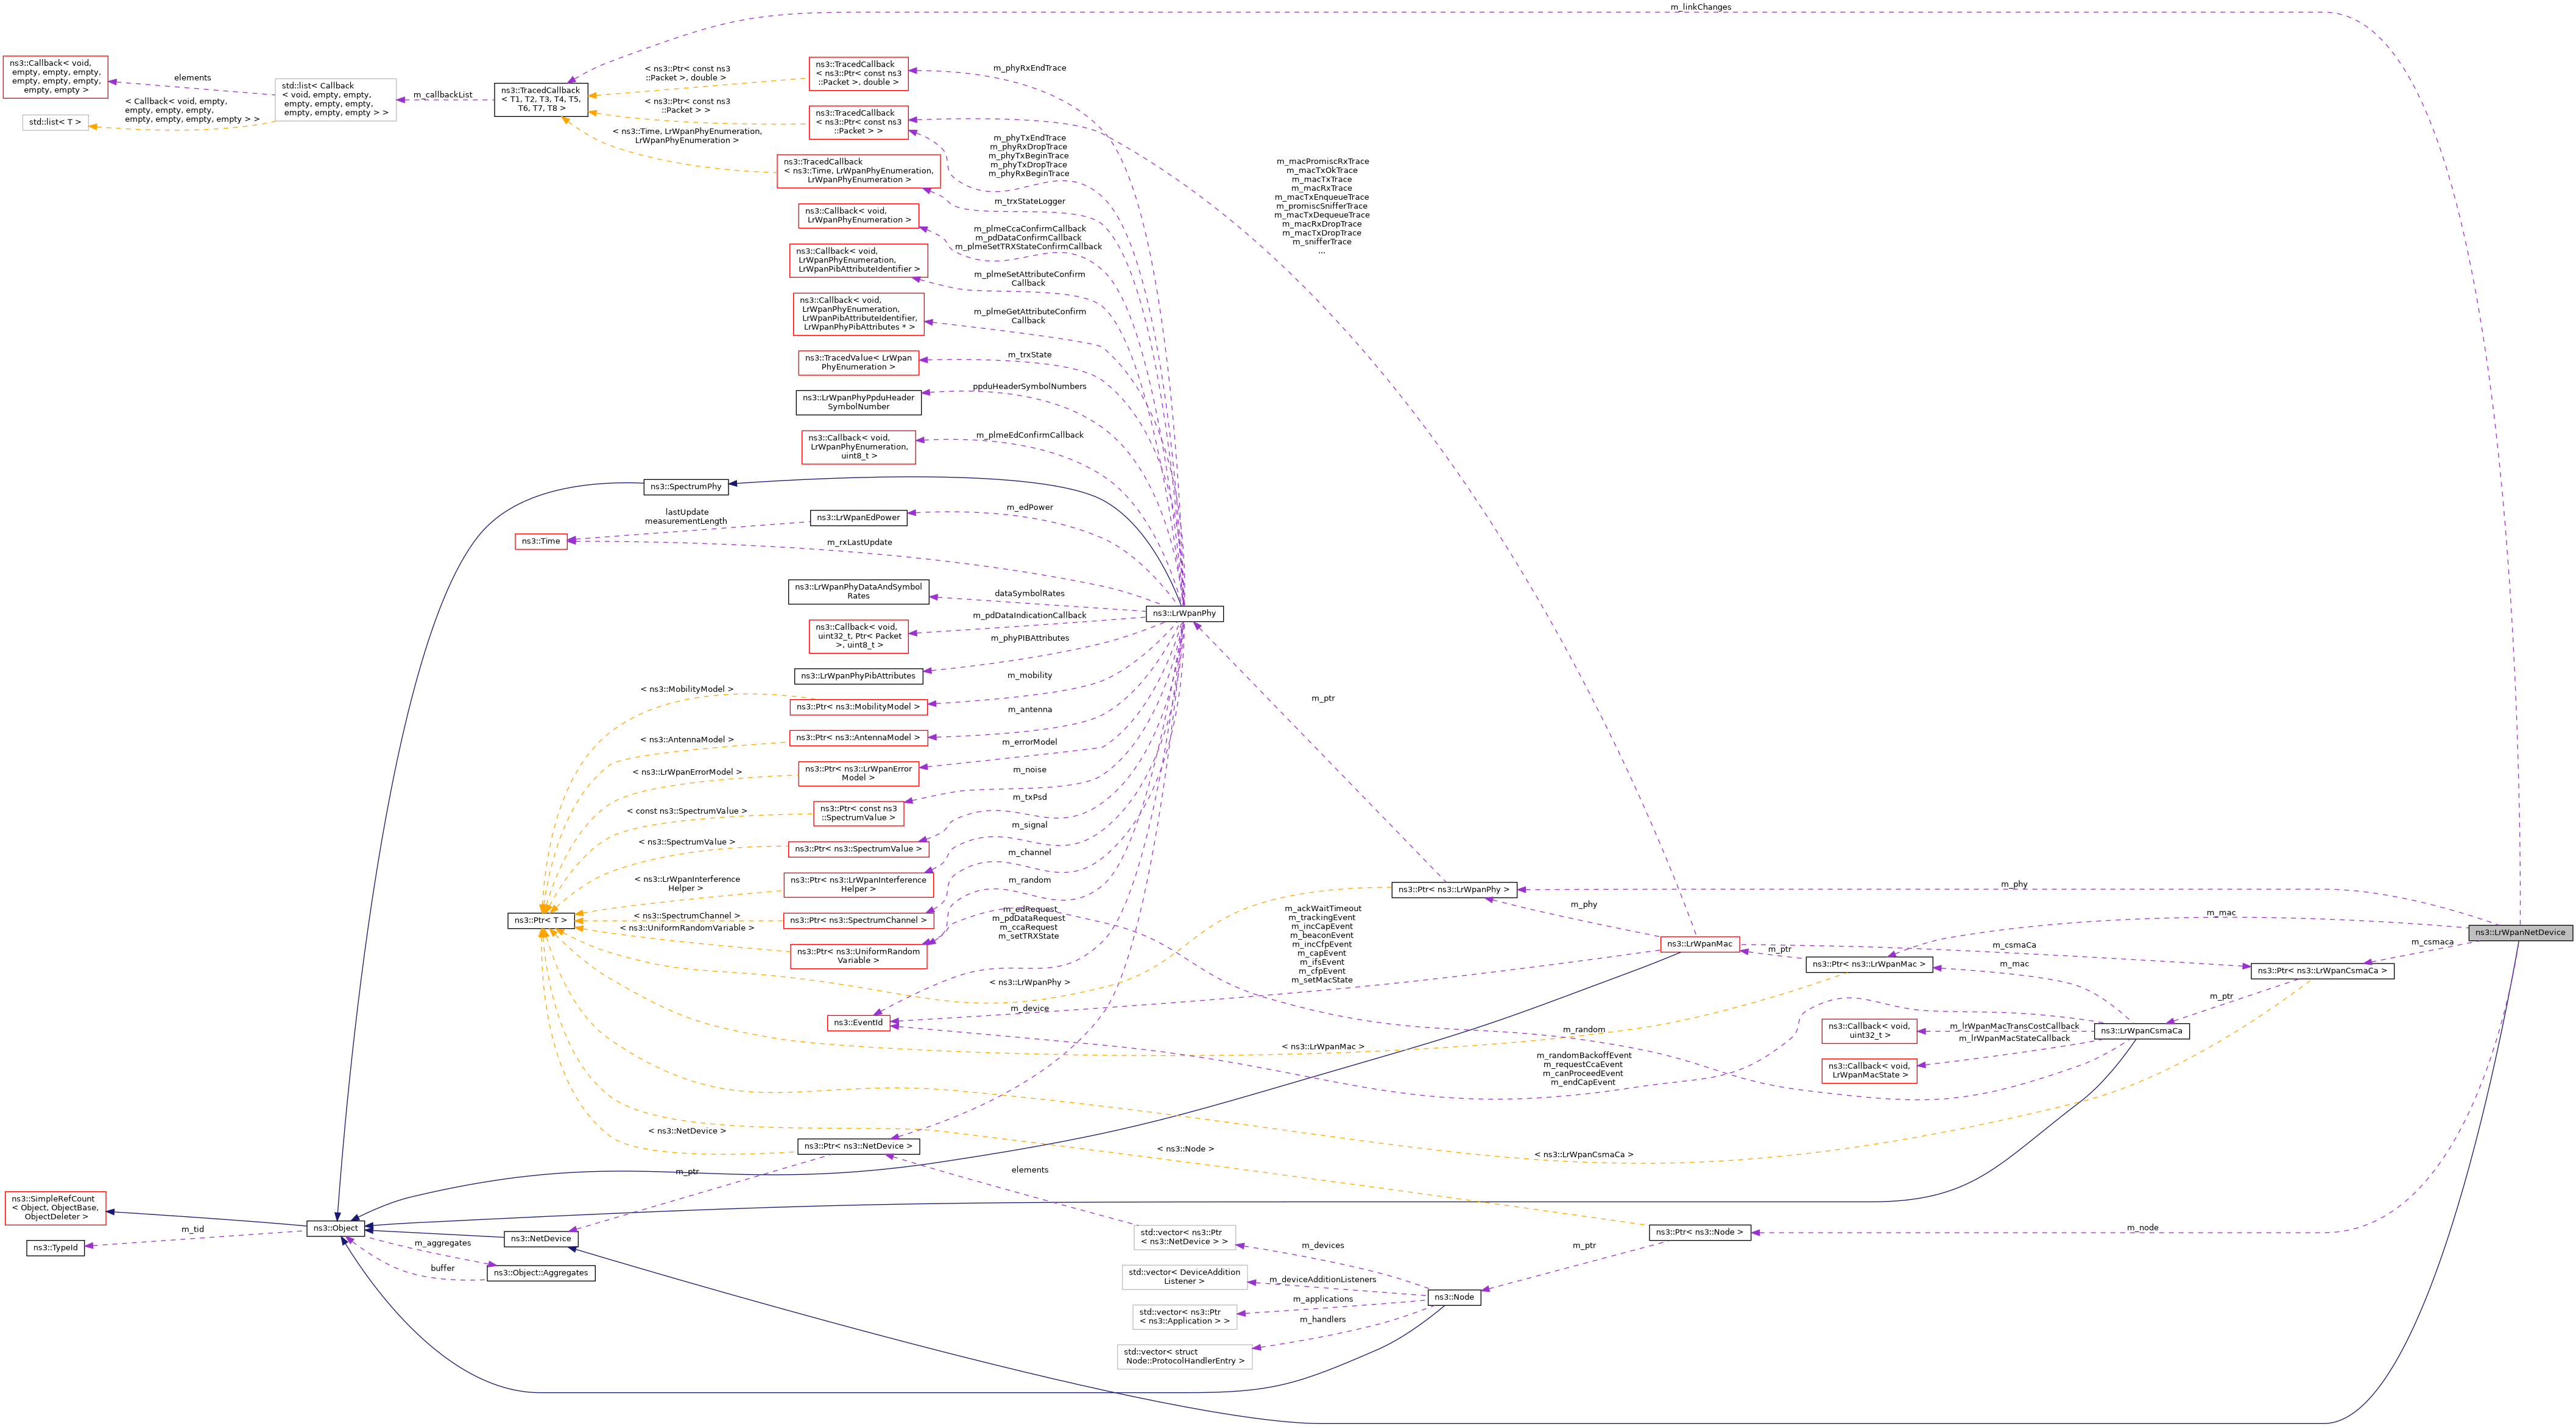 m_linkChanges
ns3::Callback< void,
empty, empty, empty,
empty, empty, empty,
empty, empty >
elements
std::list< T >
< Callback< void, empty,
empty, empty, empty,
empty, empty, empty, empty > >
std::list< Callback
< void, empty, empty,
empty, empty, empty,
empty, empty, empty > >
m_callbackList
ns3::TracedCallback
< T1, T2, T3, T4, T5,
T6, T7, T8 >
< ns3::Ptr< const ns3
::Packet >, double >
< ns3::Ptr< const ns3
::Packet > >
< ns3::Time, LrWpanPhyEnumeration,
LrWpanPhyEnumeration >
ns3::TracedCallback
< ns3::Ptr< const ns3
::Packet >, double >
ns3::TracedCallback
< ns3::Ptr< const ns3
::Packet > >
ns3::TracedCallback
< ns3::Time, LrWpanPhyEnumeration,
LrWpanPhyEnumeration >
ns3::Callback< void,
LrWpanPhyEnumeration >
ns3::Callback< void,
LrWpanPhyEnumeration,
LrWpanPibAttributeIdentifier >
ns3::Callback< void,
LrWpanPhyEnumeration,
LrWpanPibAttributeIdentifier,
LrWpanPhyPibAttributes * >
ns3::TracedValue< LrWpan
PhyEnumeration >
ns3::LrWpanPhyPpduHeader
SymbolNumber
ns3::Callback< void,
LrWpanPhyEnumeration,
uint8_t >
m_phyRxEndTrace
m_phyTxEndTrace
m_phyRxDropTrace
m_phyTxBeginTrace
m_phyTxDropTrace
m_phyRxBeginTrace
m_trxStateLogger
m_plmeCcaConfirmCallback
m_pdDataConfirmCallback
m_plmeSetTRXStateConfirmCallback
m_plmeSetAttributeConfirm
Callback
m_plmeGetAttributeConfirm
Callback
m_trxState
ppduHeaderSymbolNumbers
m_plmeEdConfirmCallback
m_macPromiscRxTrace
m_macTxOkTrace
m_macTxTrace
m_macRxTrace
m_macTxEnqueueTrace
m_promiscSnifferTrace
m_macTxDequeueTrace
m_macRxDropTrace
m_macTxDropTrace
m_snifferTrace
...
ns3::SpectrumPhy
lastUpdate
measurementLength
ns3::Time
ns3::LrWpanEdPower
m_edPower
m_rxLastUpdate
ns3::LrWpanPhyDataAndSymbol
Rates
dataSymbolRates
ns3::LrWpanPhy
ns3::Callback< void,
uint32_t, Ptr< Packet
>, uint8_t >
m_pdDataIndicationCallback
m_phyPIBAttributes
ns3::LrWpanPhyPibAttributes
m_mobility
< ns3::MobilityModel >
ns3::Ptr< ns3::MobilityModel >
m_ptr
m_antenna
< ns3::AntennaModel >
ns3::Ptr< ns3::AntennaModel >
m_errorModel
< ns3::LrWpanErrorModel >
ns3::Ptr< ns3::LrWpanError
Model >
m_noise
< const ns3::SpectrumValue >
ns3::Ptr< const ns3
::SpectrumValue >
m_txPsd
< ns3::SpectrumValue >
ns3::Ptr< ns3::SpectrumValue >
m_signal
< ns3::LrWpanInterference
Helper >
ns3::Ptr< ns3::LrWpanInterference
Helper >
m_channel
ns3::Ptr< T >
< ns3::SpectrumChannel >
ns3::Ptr< ns3::SpectrumChannel >
m_random
< ns3::UniformRandomVariable >
ns3::Ptr< ns3::UniformRandom
Variable >
m_edRequest
m_pdDataRequest
m_ccaRequest
m_setTRXState
< ns3::LrWpanPhy >
m_device
ns3::EventId
m_ackWaitTimeout
m_trackingEvent
m_incCapEvent
m_beaconEvent
m_incCfpEvent
m_capEvent
m_ifsEvent
m_cfpEvent
m_setMacState
ns3::Ptr< ns3::LrWpanPhy >
m_phy
m_phy
ns3::LrWpanMac
m_ptr
ns3::Ptr< ns3::LrWpanMac >
m_csmaCa
m_mac
m_mac
m_csmaca
ns3::LrWpanNetDevice
ns3::Ptr< ns3::LrWpanCsmaCa >
m_ptr
ns3::LrWpanCsmaCa
ns3::Callback< void,
uint32_t >
m_lrWpanMacTransCostCallback
m_lrWpanMacStateCallback
ns3::Callback< void,
LrWpanMacState >
m_random
< ns3::LrWpanMac >
m_randomBackoffEvent
m_requestCcaEvent
m_canProceedEvent
m_endCapEvent
< ns3::NetDevice >
ns3::Ptr< ns3::NetDevice >
< ns3::Node >
< ns3::LrWpanCsmaCa >
m_ptr
elements
ns3::SimpleRefCount
< Object, ObjectBase,
ObjectDeleter >
m_tid
ns3::TypeId
ns3::Object
m_aggregates
buffer
ns3::NetDevice
ns3::Object::Aggregates
std::vector< ns3::Ptr
< ns3::NetDevice > >
std::vector< DeviceAddition
Listener >
std::vector< ns3::Ptr
< ns3::Application > >
std::vector< struct
Node::ProtocolHandlerEntry >
m_devices
m_deviceAdditionListeners
m_applications
m_handlers
ns3::Node
m_ptr
ns3::Ptr< ns3::Node >
m_node